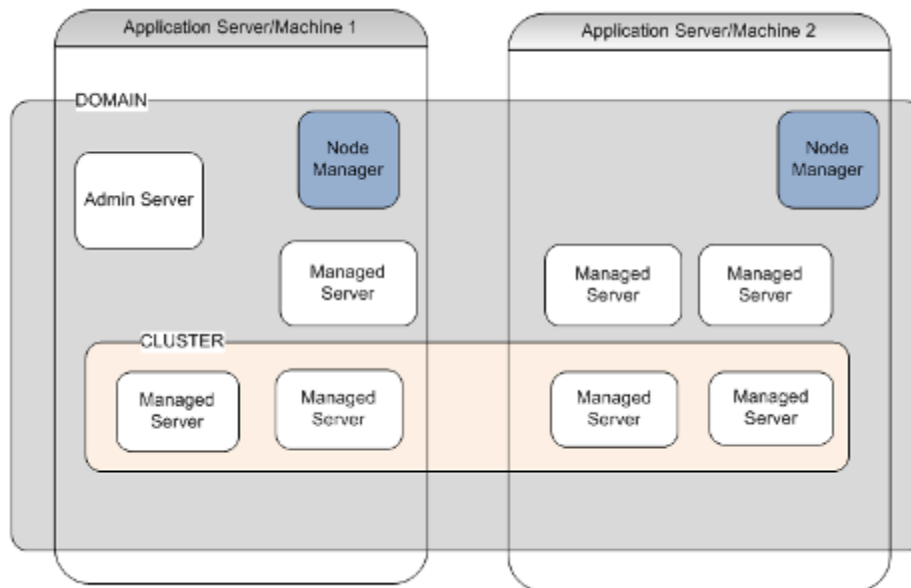 Application Server/Machine 1
Application Server/Machine 2
DOMAIN
Node
Manager
Node
Manager
Admin Server
Managed
Server
Managed
Server
Managed
Server
CLUSTER
Managed
Server
Managed
Server
Managed
Server
Managed
Server